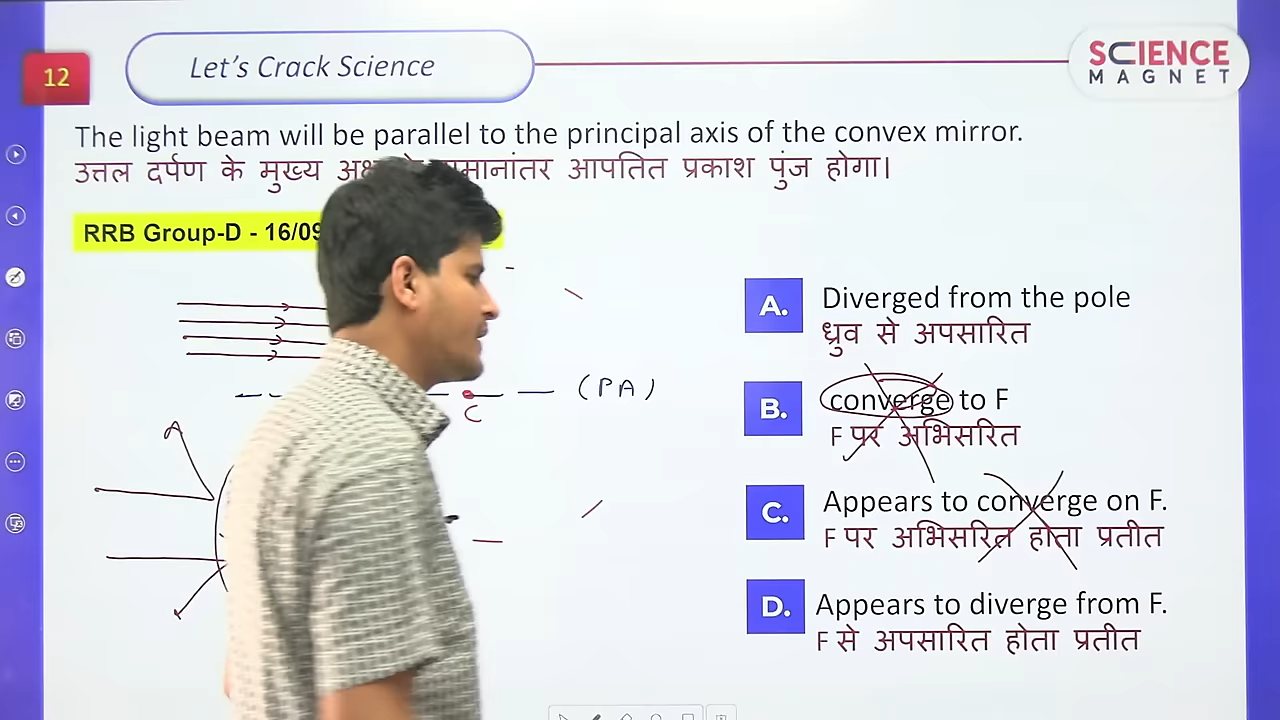 12
Let's Crack Science
SCIENCE
MAGNET
The light beam will be parallel to the principal axis of the convex mirror.
उत्तल दर्पण के मुख्य आपतित प्रकाश पुंज होगा।
RRB Group-D - 16/09
(PA)
C
A. Diverged from the pole
ध्रुव से अपसारित
B. converge to F
F पर अभिसरित
C. Appears to converge on F.
F पर अभिसरित होता प्रतीत
D. Appears to diverge from F.
F से अपसारित होता प्रतीत